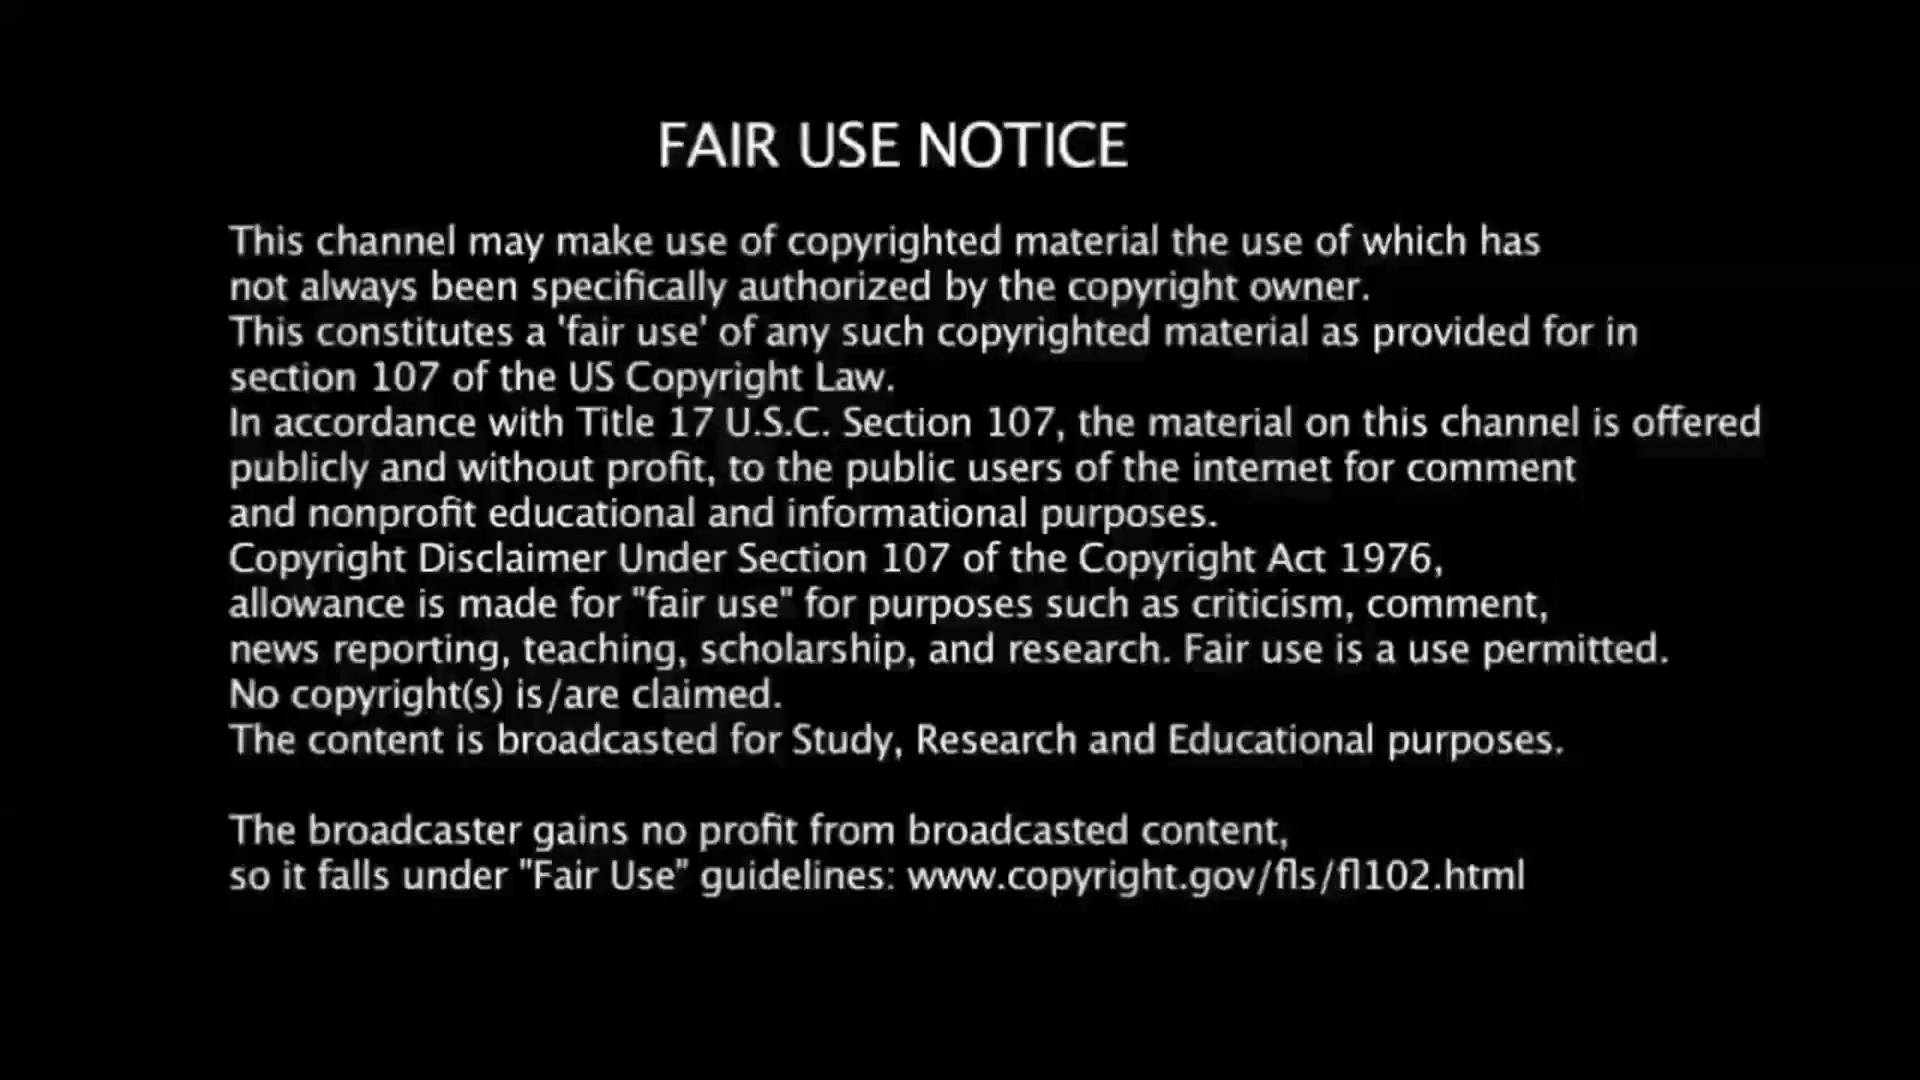 FAIR USE NOTICE
This channel may make use of copyrighted material the use of which has
not always been specifically authorized by the copyright owner.
This constitutes a 'fair use' of any such copyrighted material as provided for in
section 107 of the US Copyright Law.
In accordance with Title 17 U.S.C. Section 107, the material on this channel is offered
publicly and without profit, to the public users of the internet for comment
and nonprofit educational and informational purposes.
Copyright Disclaimer Under Section 107 of the Copyright Act 1976,
allowance is made for "fair use" for purposes such as criticism, comment,
news reporting, teaching, scholarship, and research. Fair use is a use permitted.
No copyright(s) is/are claimed.
The content is broadcasted for Study, Research and Educational purposes.
The broadcaster gains no profit from broadcasted content,
so it falls under "Fair Use" guidelines: www.copyright.gov/fls/fl102.html